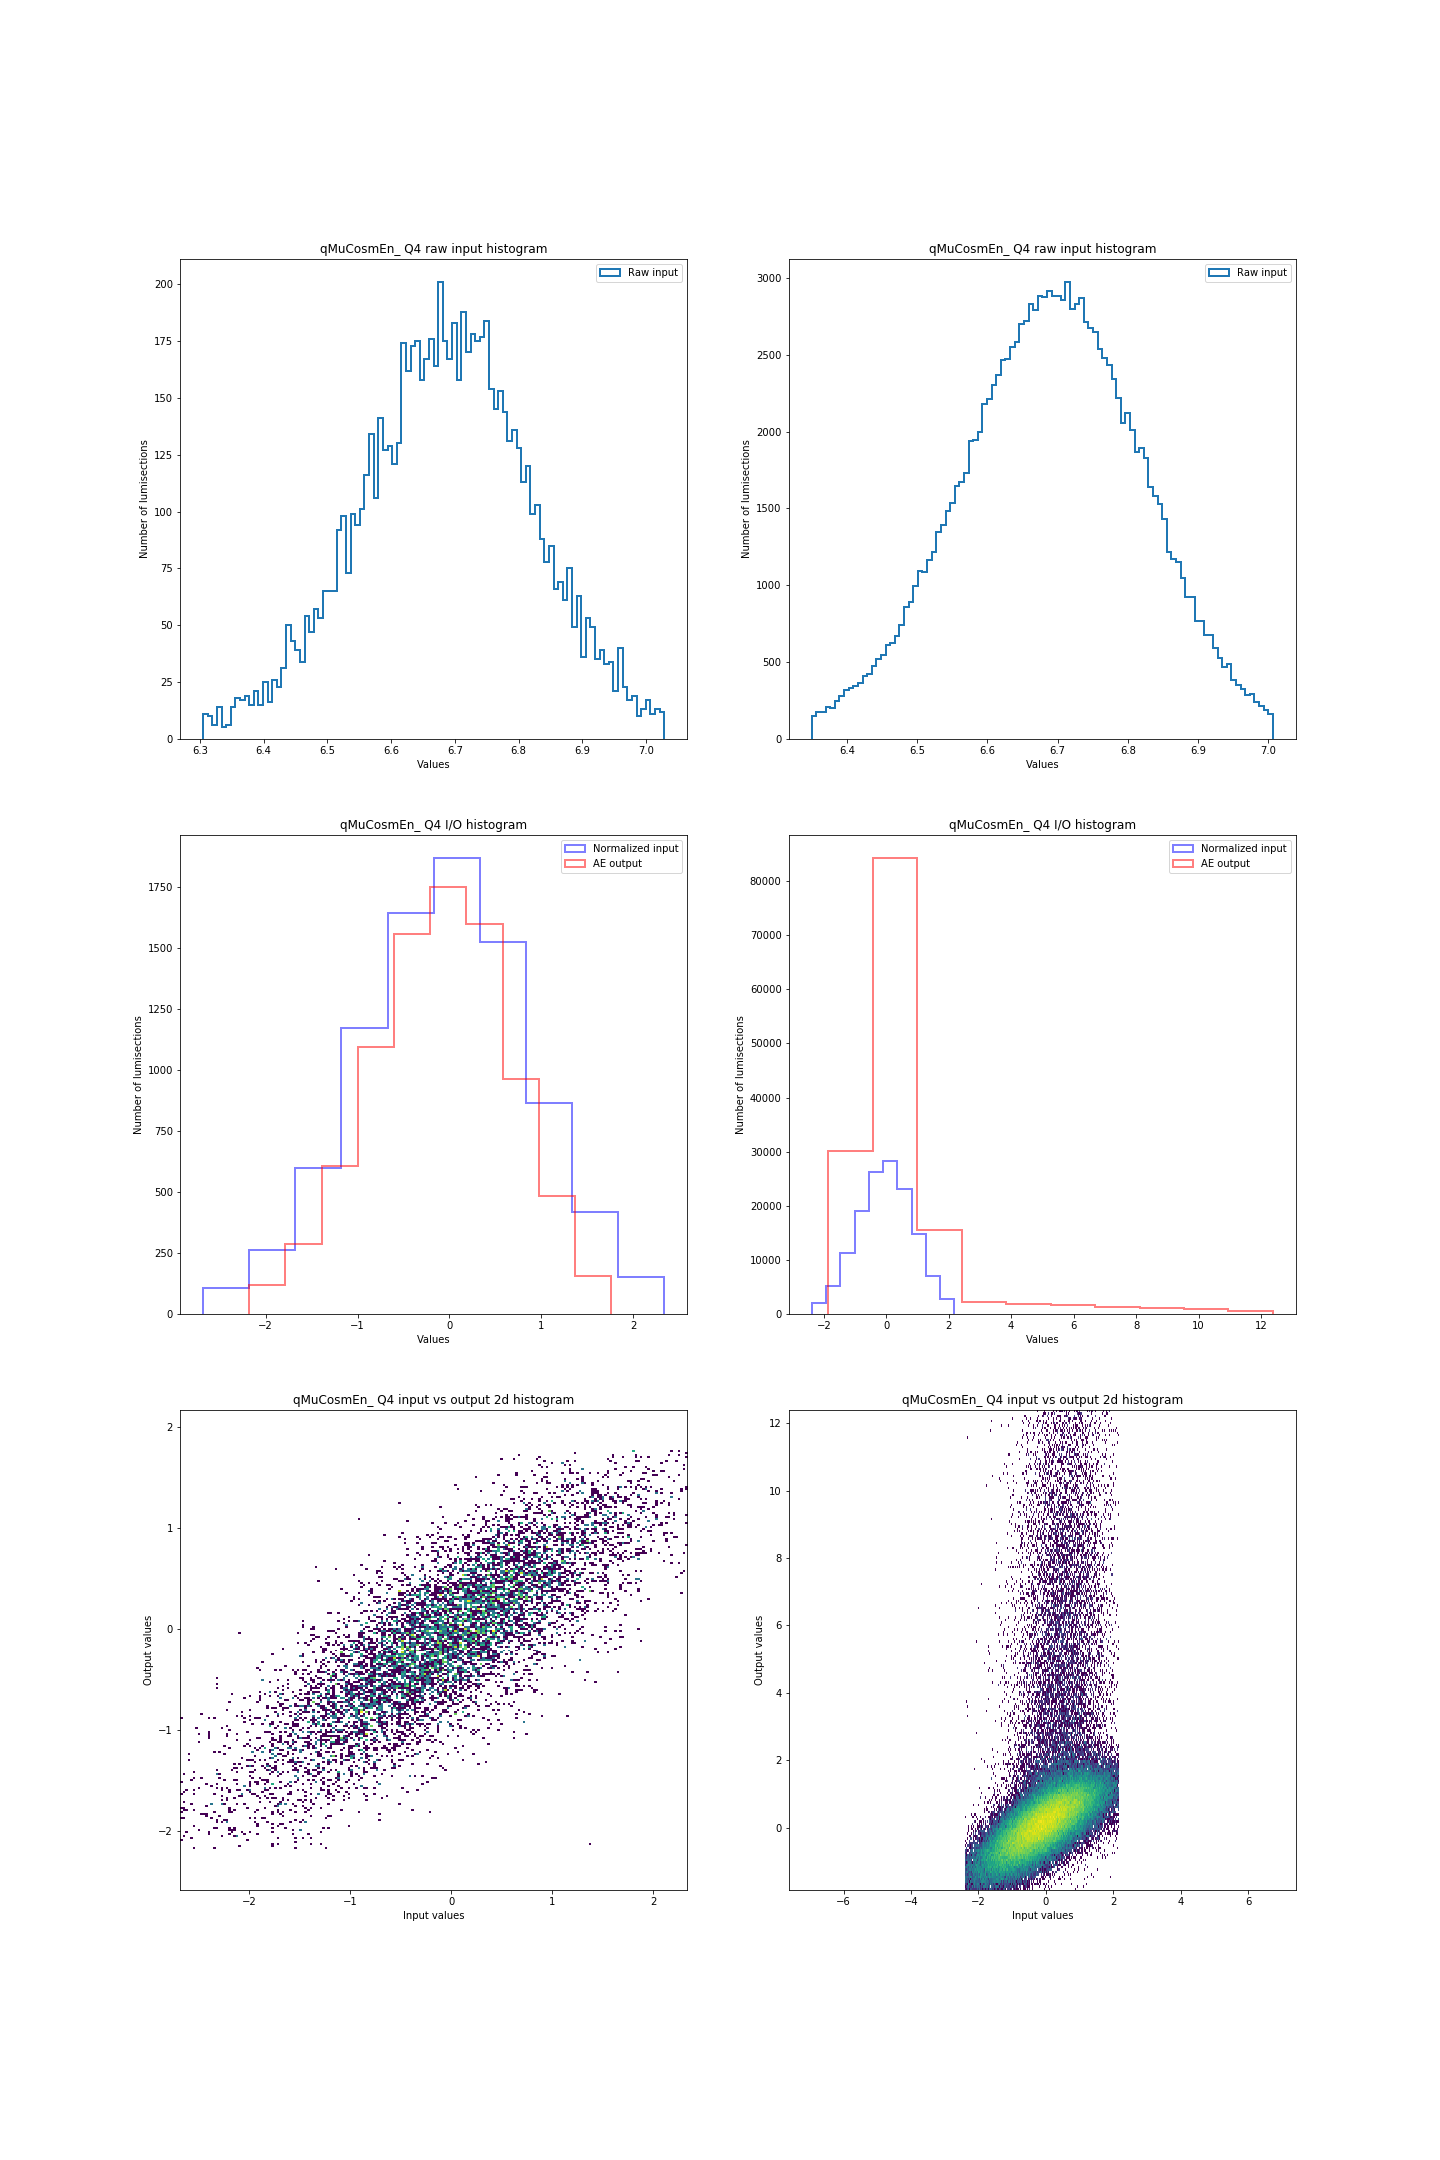 qMuCosmEn_ Q4 raw input histogram
Raw input
Number of lumisections
200
175
150
125
100
75
50
25
0
6.3 6.4 6.5 6.6 6.7 6.8 6.9 7.0
Values
qMuCosmEn_ Q4 raw input histogram
Raw input
Number of lumisections
3000
2500
2000
1500
1000
500
0
6.4 6.5 6.6 6.7 6.8 6.9 7.0
Values
qMuCosmEn_ Q4 I/O histogram
Normalized input
AE output
Number of lumisections
1750
1500
1250
1000
750
500
250
0
−2 −1 0 1 2
Values
qMuCosmEn_ Q4 I/O histogram
Normalized input
AE output
Number of lumisections
80000
70000
60000
50000
40000
30000
20000
10000
0
−2 0 2 4 6 8 10 12
Values
qMuCosmEn_ Q4 input vs output 2d histogram
Output values
2
1
0
−1
−2
−2 −1 0 1 2
Input values
qMuCosmEn_ Q4 input vs output 2d histogram
Output values
12
10
8
6
4
2
0
−6 −4 −2 0 2 4 6
Input values